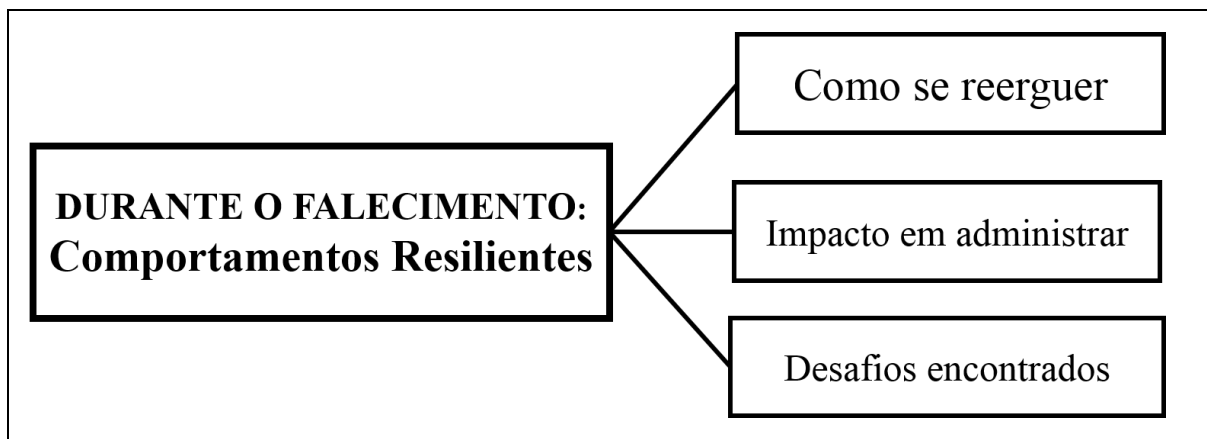 DURANTE O FALECIMENTO:
Comportamentos Resilientes
Como se reerguer
Impacto em administrar
Desafios encontrados